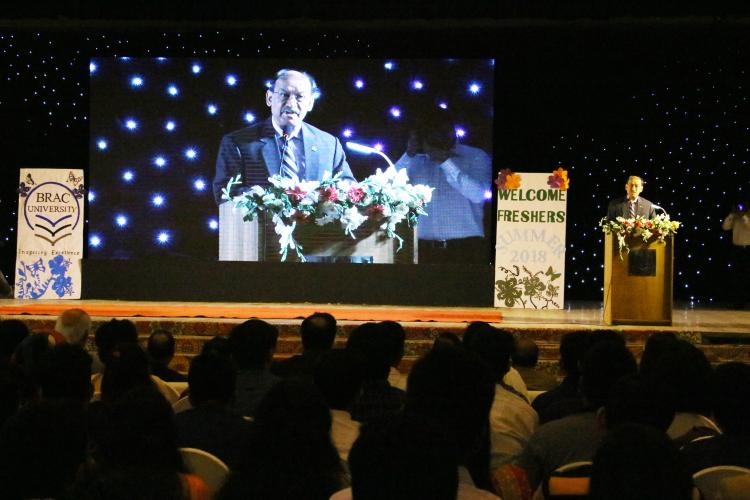 BRAC
UNIVERSITY
Inspiring Excellence
WELCOME
FRESHERS
SUMMER
2018